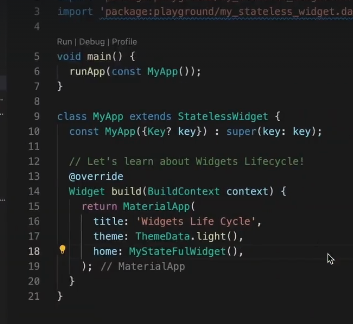 3 import 'package:playground/my_stateless_widget.da
4
Run | Debug | Profile
5 void main() {
6 runApp(const MyApp());
7 }
8
9 class MyApp extends StatelessWidget {
10 const MyApp({Key? key}) : super(key: key);
11
12 // Let's learn about Widgets Lifecycle!
13 @override
14 Widget build(BuildContext context) {
15 return MaterialApp(
16 title: 'Widgets Life Cycle',
17 theme: ThemeData.light(),
18 home: MyStateFulWidget(),
19 ); // MaterialApp
20 }
21 }